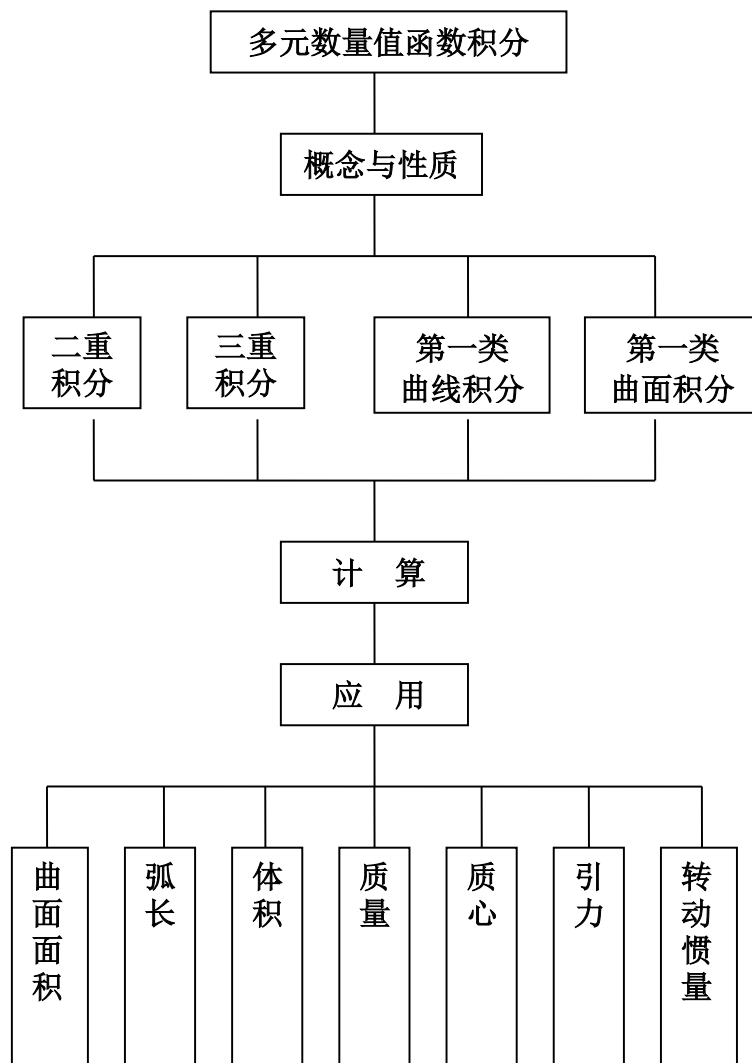 多元数量值函数积分
概念与性质
二重
积分
三重
积分
第一类
曲线积分
第一类
曲面积分
计 算
应 用
曲面面积
弧长
体积
质量
质心
引力
转动惯量